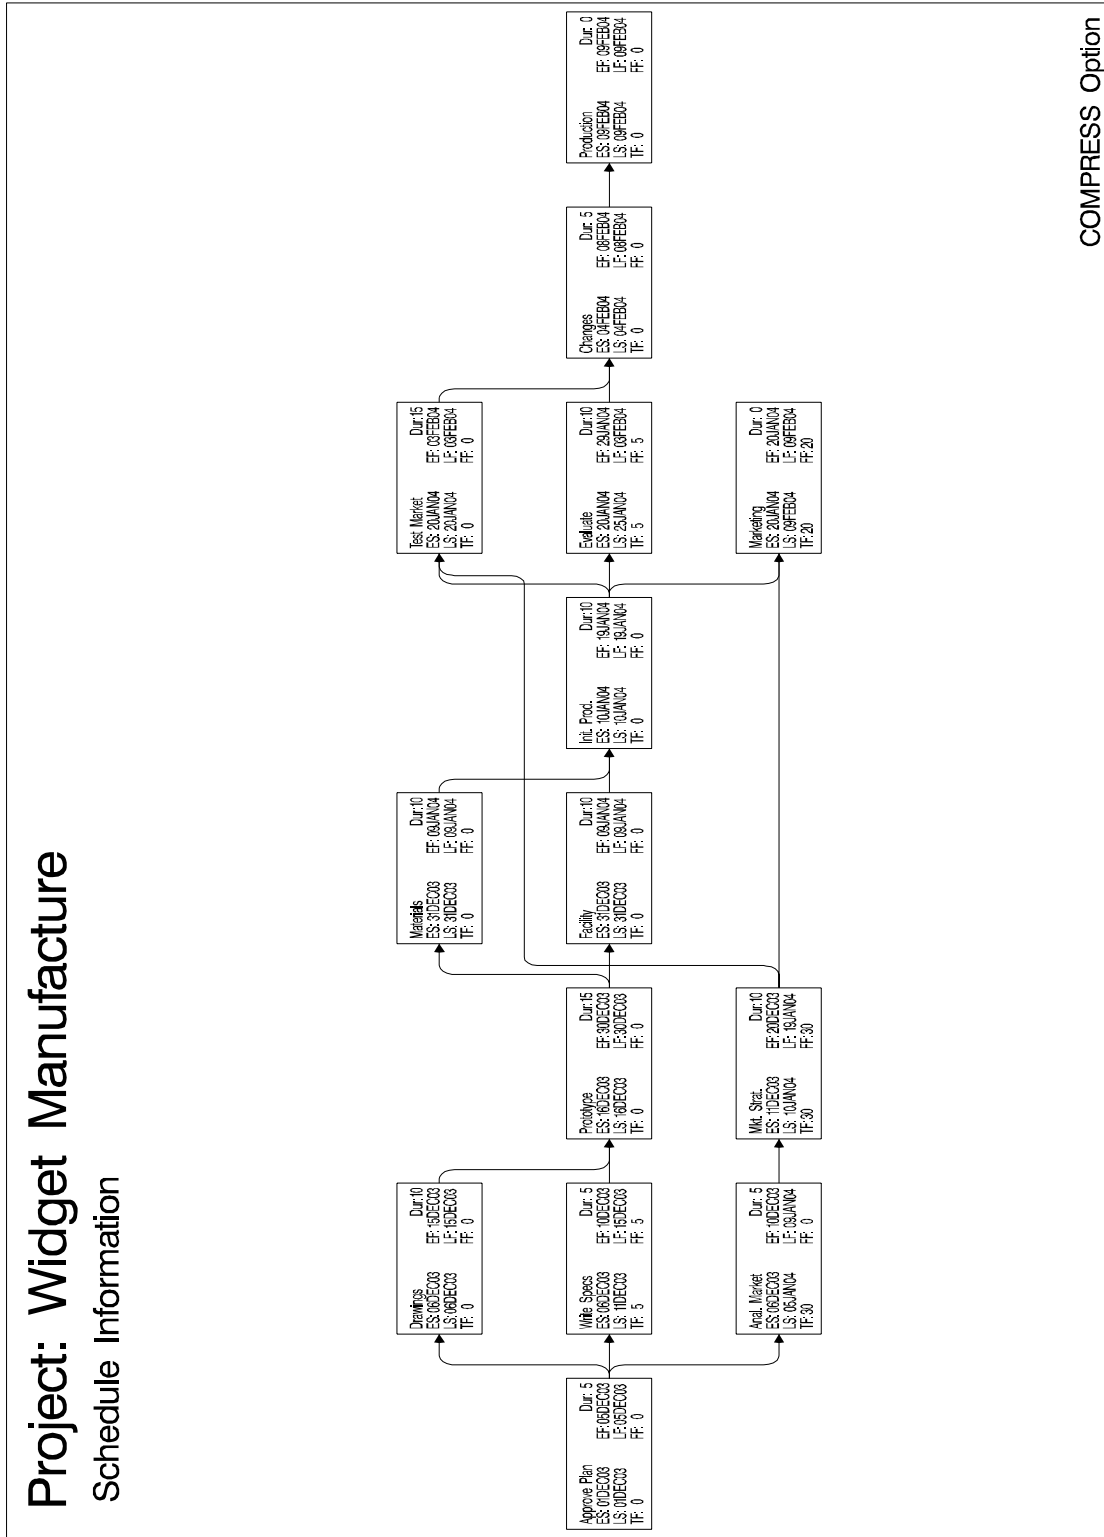 Project: Widget Manufacture
Schedule Information
Approve Plan Dur: 5
ES: 01DEC03 EF: 05DEC03
LS: 01DEC03 LF: 05DEC03
TF: 0 FF: 0
Drawings Dur:10
ES: 06DEC03 EF: 15DEC03
LS: 06DEC03 LF: 15DEC03
TF: 0 FF: 0
Write Specs Dur: 5
ES: 06DEC03 EF: 10DEC03
LS: 11DEC03 LF: 15DEC03
TF: 5 FF: 5
Anal. Market Dur: 5
ES: 06DEC03 EF: 10DEC03
LS: 05JAN04 LF: 09JAN04
TF:30 FF: 0
Prototype Dur:15
ES: 16DEC03 EF: 30DEC03
LS: 16DEC03 LF: 30DEC03
TF: 0 FF: 0
Mkt. Strat. Dur:10
ES: 11DEC03 EF: 20DEC03
LS: 10JAN04 LF: 19JAN04
TF:30 FF:30
Materials Dur:10
ES: 31DEC03 EF: 09JAN04
LS: 31DEC03 LF: 09JAN04
TF: 0 FF: 0
Facility Dur:10
ES: 31DEC03 EF: 09JAN04
LS: 31DEC03 LF: 09JAN04
TF: 0 FF: 0
Init. Prod. Dur:10
ES: 10JAN04 EF: 19JAN04
LS: 10JAN04 LF: 19JAN04
TF: 0 FF: 0
Test Market Dur:15
ES: 20JAN04 EF: 03FEB04
LS: 20JAN04 LF: 03FEB04
TF: 0 FF: 0
Evaluate Dur:10
ES: 20JAN04 EF: 29JAN04
LS: 25JAN04 LF: 03FEB04
TF: 5 FF: 5
Marketing Dur: 0
ES: 20JAN04 EF: 20JAN04
LS: 09FEB04 LF: 09FEB04
TF:20 FF:20
Changes Dur: 5
ES: 04FEB04 EF: 08FEB04
LS: 04FEB04 LF: 08FEB04
TF: 0 FF: 0
Production Dur: 0
ES: 09FEB04 EF: 09FEB04
LS: 09FEB04 LF: 09FEB04
TF: 0 FF: 0
COMPRESS Option